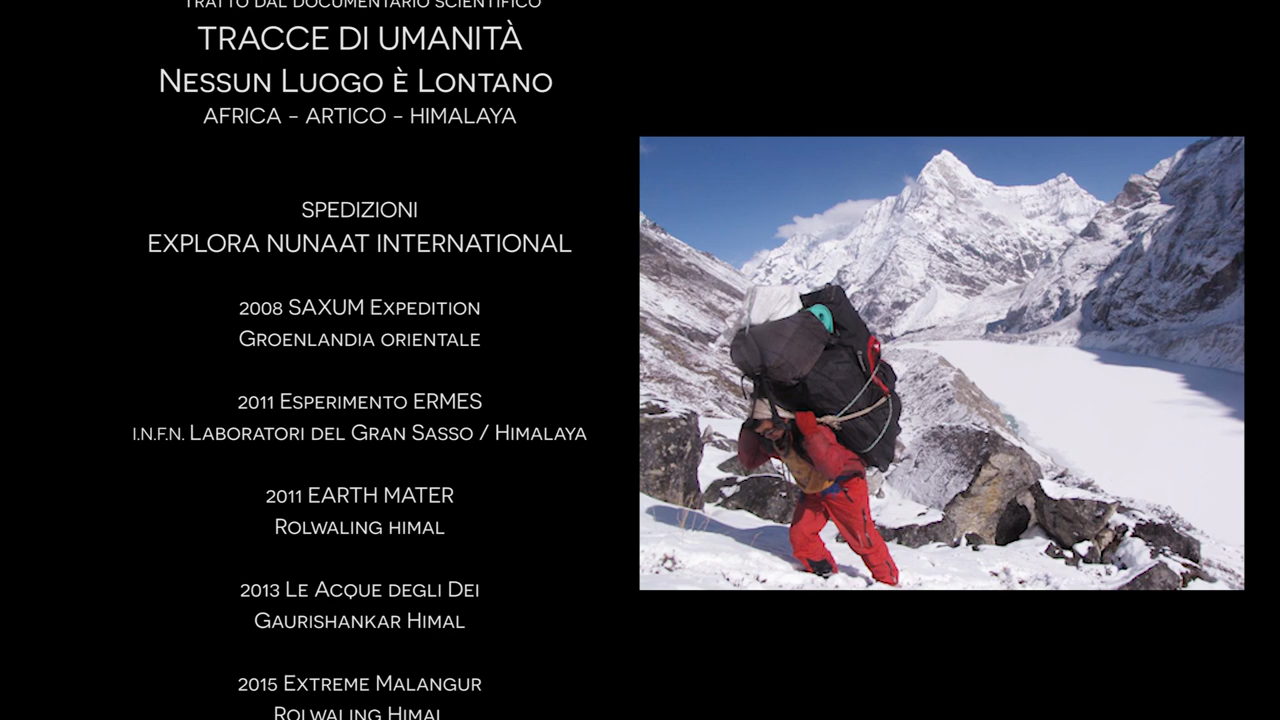 TRATTO DAL DOCUMENTARIO SCIENTIFICO
TRACCE DI UMANITÀ
NESSUN LUOGO È LONTANO
AFRICA - ARTICO - HIMALAYA
SPEDIZIONI
EXPLORA NUNAAT INTERNATIONAL
2008 SAXUM EXPEDITION
GROENLANDIA ORIENTALE
2011 ESPERIMENTO ERMES
I.N.F.N. LABORATORI DEL GRAN SASSO / HIMALAYA
2011 EARTH MATER
ROLWALING HIMAL
2013 LE ACQUE DEGLI DEI
GAURISHANKAR HIMAL
2015 EXTREME MALANGUR
ROLWALING HIMAL